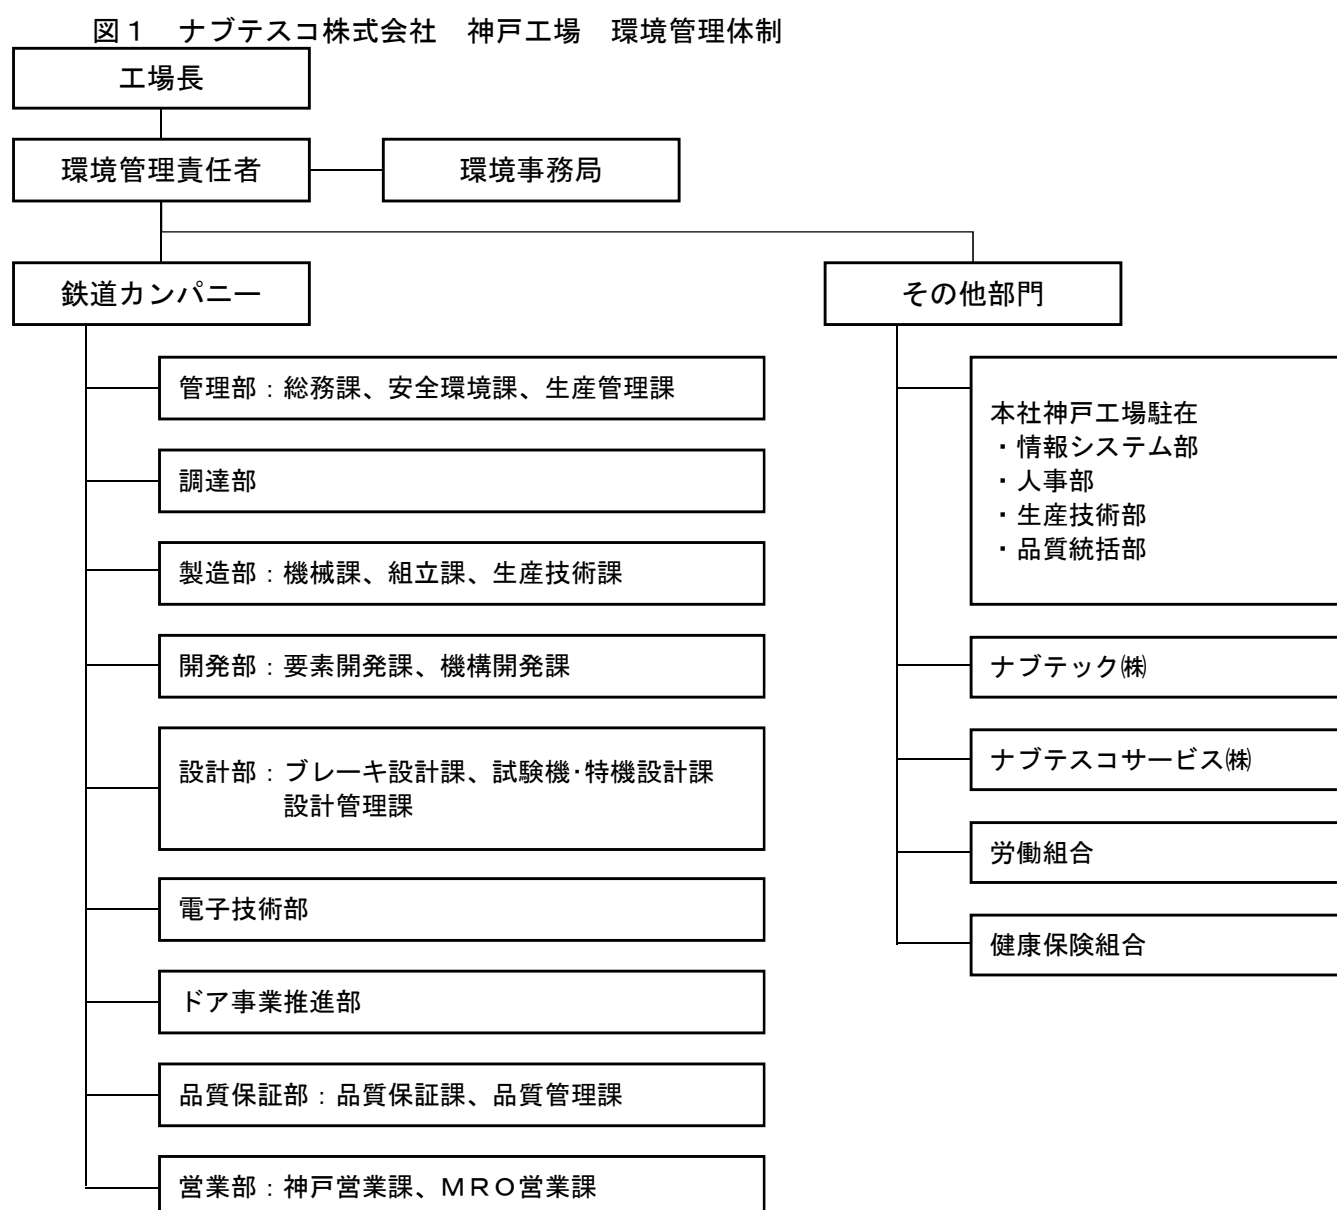 図１　ナブテスコ株式会社　神戸工場　環境管理体制
工場長
環境管理責任者
環境事務局
鉄道カンパニー
その他部門
管理部：総務課、安全環境課、生産管理課
調達部
製造部：機械課、組立課、生産技術課
開発部：要素開発課、機構開発課
設計部：ブレーキ設計課、試験機・特機設計課
設計管理課
電子技術部
ドア事業推進部
品質保証部：品質保証課、品質管理課
営業部：神戸営業課、ＭＲＯ営業課
本社神戸工場駐在
・情報システム部
・人事部
・生産技術部
・品質統括部
ナブテック㈱
ナブテスコサービス㈱
労働組合
健康保険組合